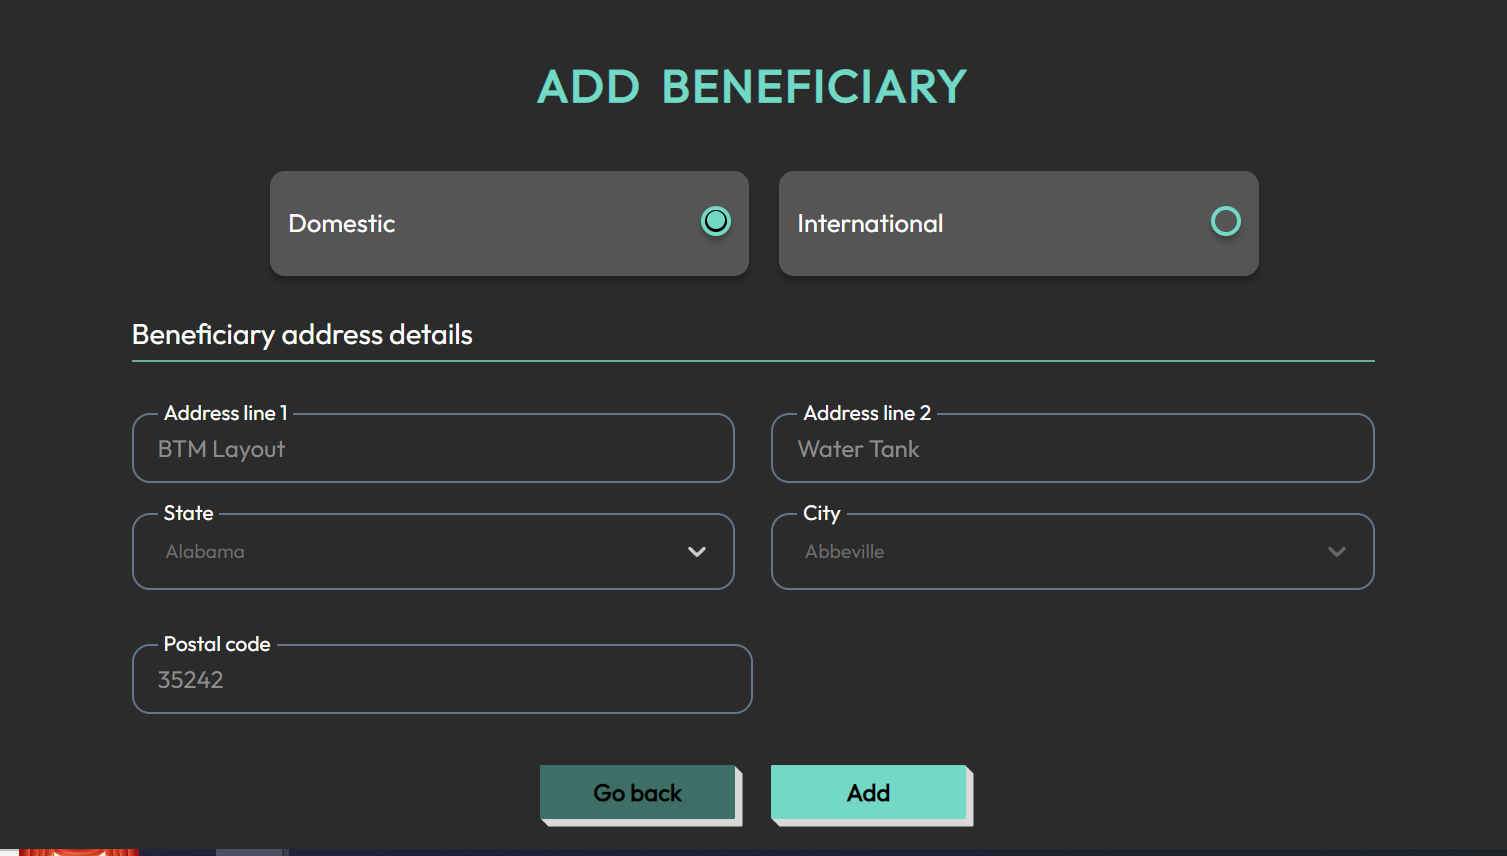 ADD BENEFICIARY
Domestic
International
Beneficiary address details
Address line 1
BTM Layout
Address line 2
Water Tank
State
Alabama
City
Abbeville
Postal code
35242
Go back
Add